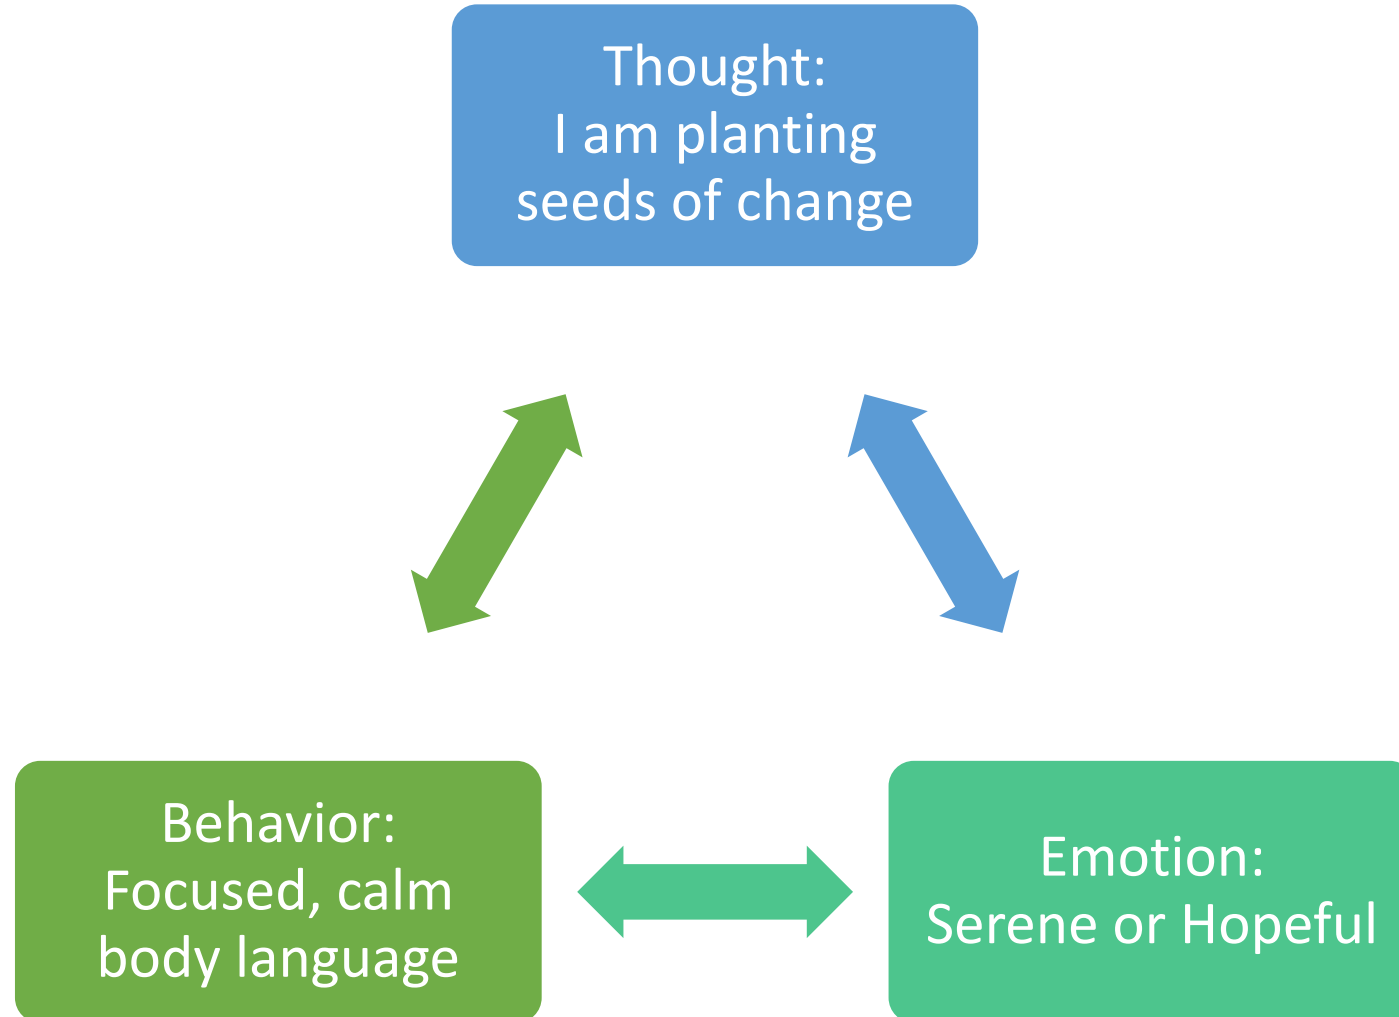 Thought:
I am planting
seeds of change
Behavior:
Focused, calm
body language
Emotion:
Serene or Hopeful